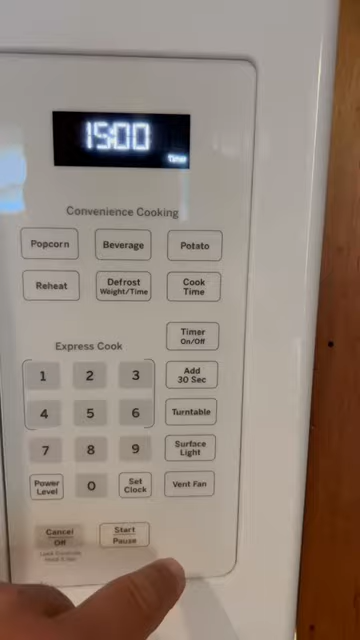 15:00
time
Convenience Cooking
Popcorn
Beverage
Potato
Reheat
Defrost
Weight/Time
Cook
Time
Timer
On/Off
Express Cook
1
2
3
Add
30 Sec
4
5
6
Turntable
7
8
9
Surface
Light
Power
Level
0
Set
Clock
Vent Fan
Cancel
Off
Start
Pause